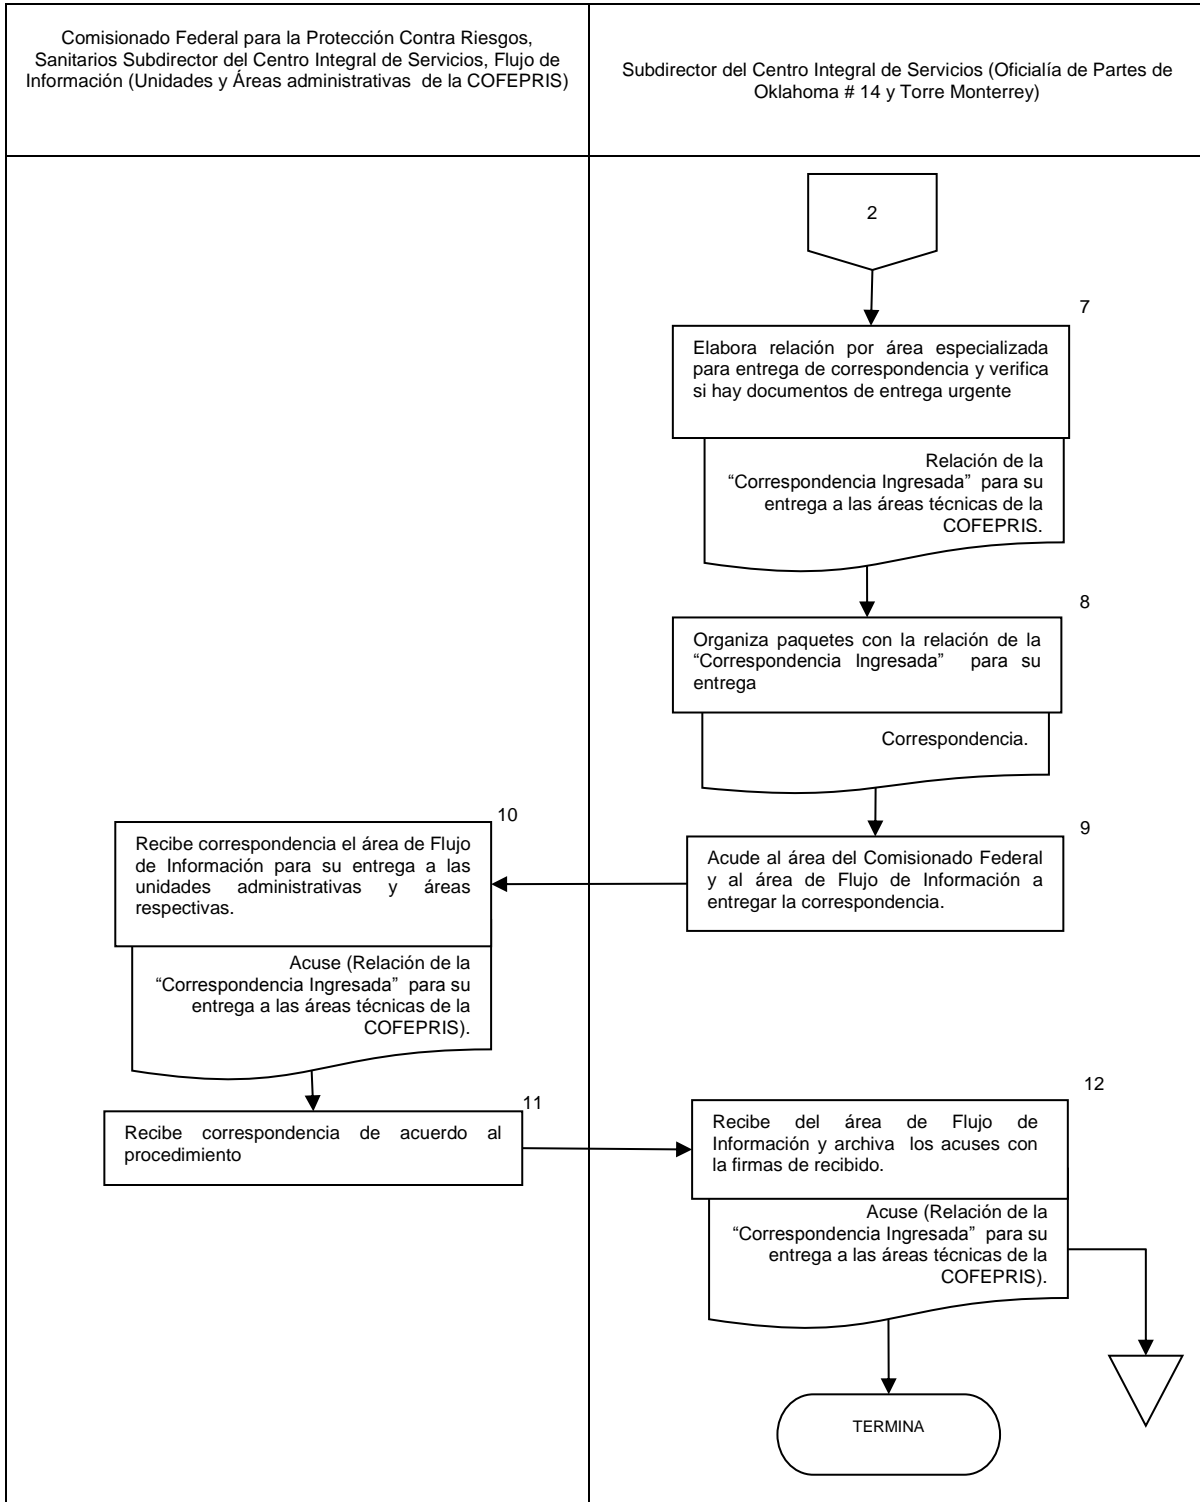 Comisionado Federal para la Protección Contra Riesgos,
Sanitarios Subdirector del Centro Integral de Servicios, Flujo de
Información (Unidades y Áreas administrativas de la COFEPRIS)
Subdirector del Centro Integral de Servicios (Oficialía de Partes de
Oklahoma # 14 y Torre Monterrey)
2
7
Elabora relación por área especializada
para entrega de correspondencia y verifica
si hay documentos de entrega urgente
Relación de la
“Correspondencia Ingresada” para su
entrega a las áreas técnicas de la
COFEPRIS.
8
Organiza paquetes con la relación de la
“Correspondencia Ingresada” para su
entrega
Correspondencia.
9
Acude al área del Comisionado Federal
y al área de Flujo de Información a
entregar la correspondencia.
10
Recibe correspondencia el área de Flujo
de Información para su entrega a las
unidades administrativas y áreas
respectivas.
Acuse (Relación de la
“Correspondencia Ingresada” para su
entrega a las áreas técnicas de la
COFEPRIS).
11
Recibe correspondencia de acuerdo al
procedimiento
12
Recibe del área de Flujo de
Información y archiva los acuses con
la firmas de recibido.
Acuse (Relación de la
“Correspondencia Ingresada” para su
entrega a las áreas técnicas de la
COFEPRIS).
TERMINA